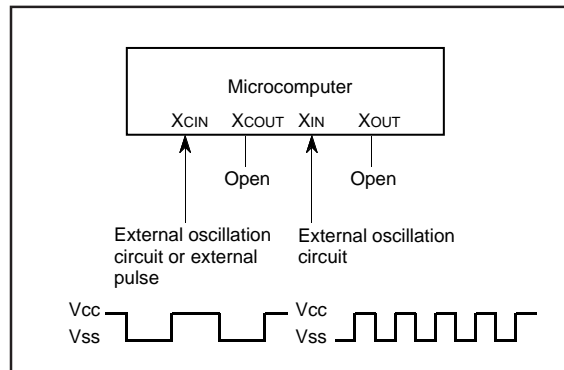 Microcomputer
XCIN XCOUT XIN XOUT
Open Open
External oscillation
circuit or external
pulse
External oscillation
circuit
Vcc Vcc
Vss Vss